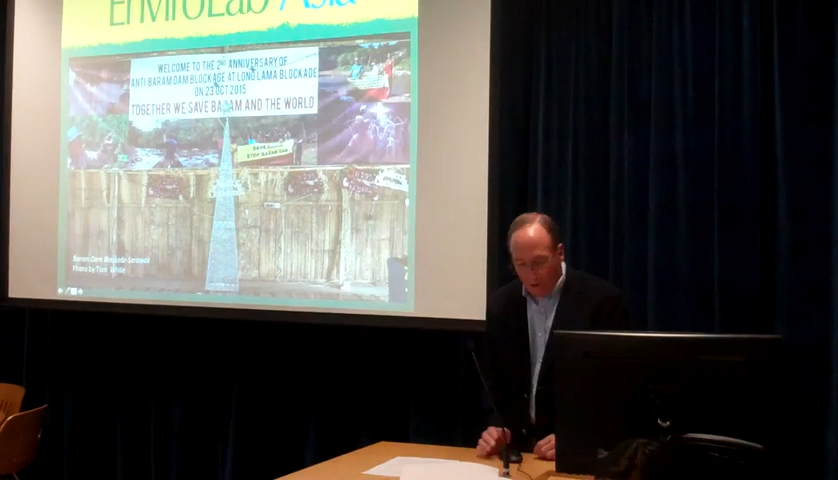 EnviroLab Asia
WELCOME TO THE 2ND ANNIVERSARY OF
ANTI BARAM DAM BLOCKAGE AT LONG LAMA BLOCKADE
ON 23 OCT 2015
TOGETHER WE SAVE BARAM AND THE WORLD
STOP BARAM DAM
Baram Dam Blockade Sarawak
Photo by Tom White